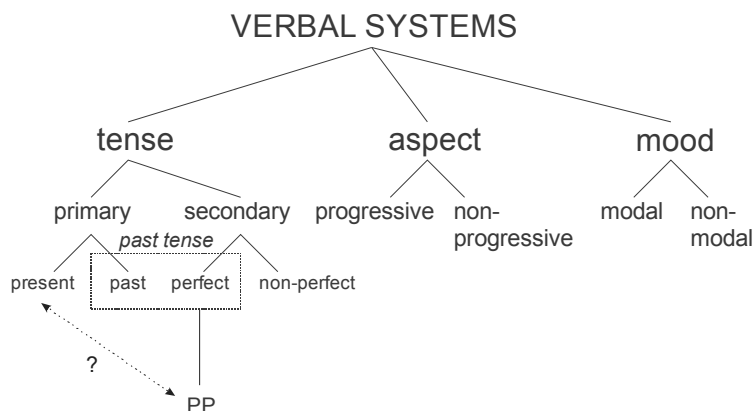 VERBAL SYSTEMS
tense aspect mood
primary secondary progressive non-progressive modal non-modal
past tense
present past perfect non-perfect
?
PP